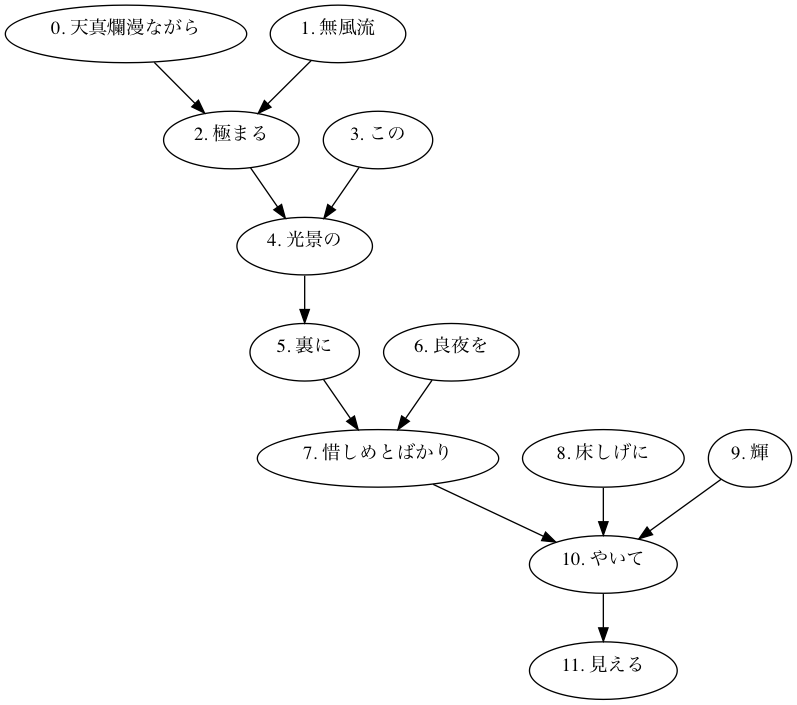 0. 天真爛漫ながら
1. 無風流
2. 極まる
3. この
4. 光景の
5. 裏に
6. 良夜を
7. 惜しめとばかり
8. 床しげに
9. 輝
10. やいて
11. 見える